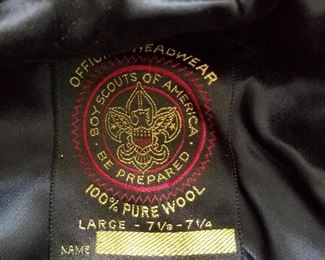 OFFICIAL HEADWEAR
BOY SCOUTS OF AMERICA
BE PREPARED
100% PURE WOOL
LARGE - 7 1/8 - 7 1/4
NAME